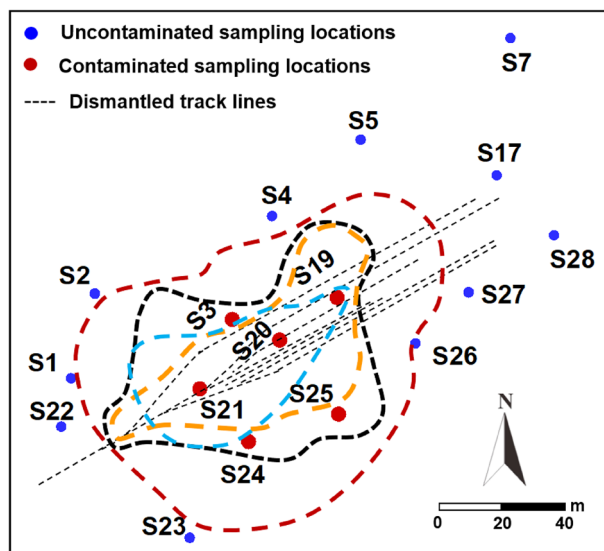 Uncontaminated sampling locations
Contaminated sampling locations
Dismantled track lines
S7
S5
S17
S4
S28
S19
S2
S27
S3
S20
S26
S1
S25
S21
S22
S24
N
S23
m
0 20 40